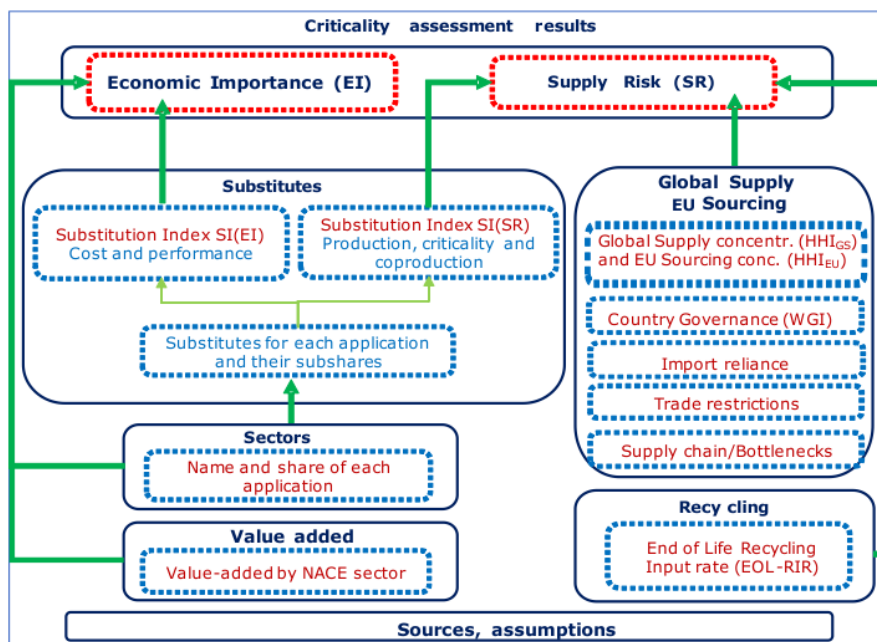 Criticality assessment results
Economic Importance (EI)
Supply Risk (SR)
Substitutes
Substitution Index SI(EI)
Cost and performance
Substitution Index SI(SR)
Production, criticality and
coproduction
Substitutes for each application
and their subshares
Sectors
Name and share of each
application
Value added
Value-added by NACE sector
Global Supply
EU Sourcing
Global Supply concentr. (HHIGS)
and EU Sourcing conc. (HHIEU)
Country Governance (WGI)
Import reliance
Trade restrictions
Supply chain/Bottlenecks
Recy cling
End of Life Recycling
Input rate (EOL-RIR)
Sources, assumptions